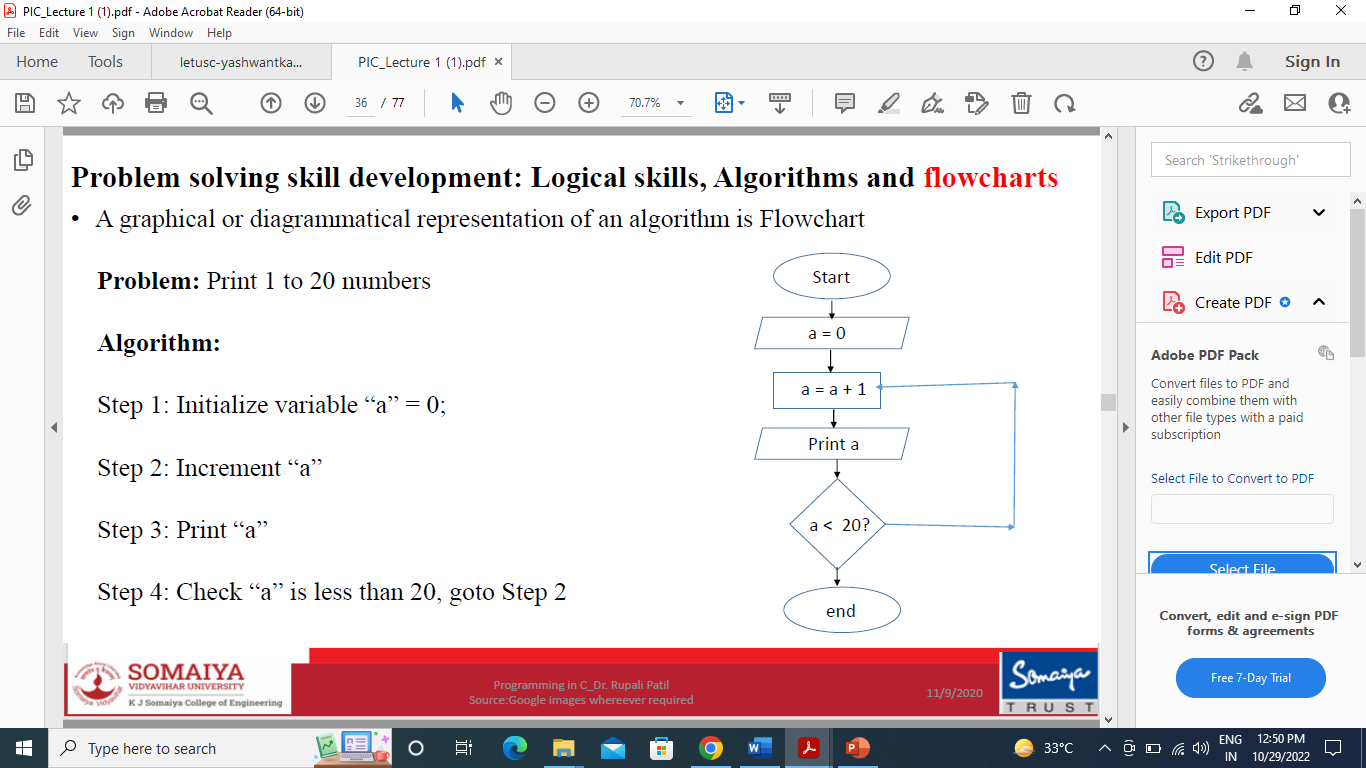 PIC_Lecture 1 (1).pdf - Adobe Acrobat Reader (64-bit)
File Edit View Sign Window Help
Home Tools letusc-yashwantka... PIC_Lecture 1 (1).pdf × Sign In
36 / 77 70.7%
Problem solving skill development: Logical skills, Algorithms and flowcharts
• A graphical or diagrammatical representation of an algorithm is Flowchart
Problem: Print 1 to 20 numbers
Algorithm:
Step 1: Initialize variable “a” = 0;
Step 2: Increment “a”
Step 3: Print “a”
Step 4: Check “a” is less than 20, goto Step 2
Start
a = 0
a = a + 1
Print a
a < 20?
end
SOMAIYA
VIDYAVIHAR UNIVERSITY
K J Somaiya College of Engineering
Programming in C_Dr. Rupali Patil
Source:Google images whereever required
11/9/2020
Somaiya
TRUST
Search 'Strikethrough'
Export PDF
Edit PDF
Create PDF
Adobe PDF Pack
Convert files to PDF and
easily combine them with
other file types with a paid
subscription
Select File to Convert to PDF
Select File
Convert, edit and e-sign PDF
forms & agreements
Free 7-Day Trial
Type here to search
33°C
ENG
IN
12:50 PM
10/29/2022